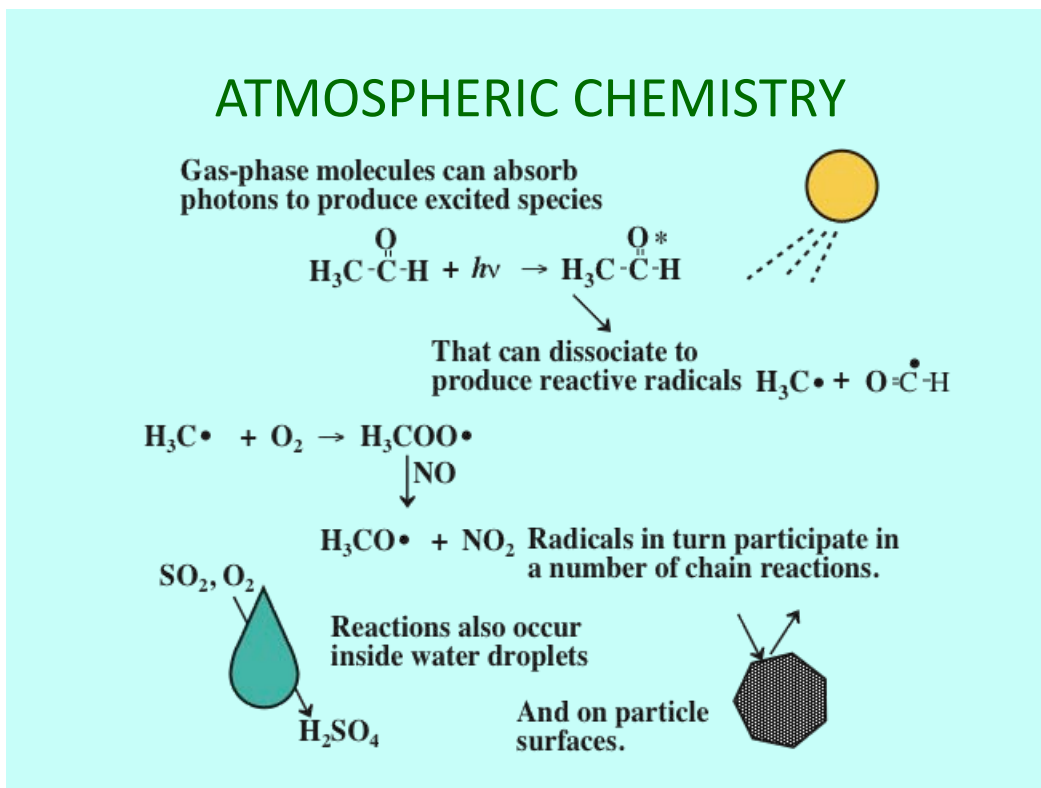 ATMOSPHERIC CHEMISTRY
Gas-phase molecules can absorb
photons to produce excited species
O O *
H₃C-C-H + hν → H₃C-C-H
That can dissociate to
produce reactive radicals H₃C• + O=Ċ-H
H₃C• + O₂ → H₃COO•
NO
H₃CO• + NO₂ Radicals in turn participate in
a number of chain reactions.
SO₂, O₂
Reactions also occur
inside water droplets
H₂SO₄
And on particle
surfaces.